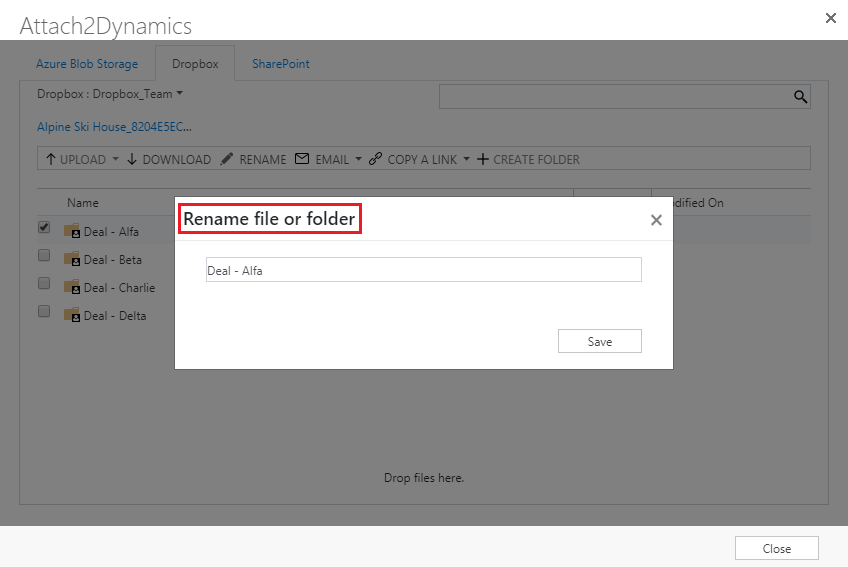 Attach2Dynamics
Azure Blob Storage Dropbox SharePoint
Dropbox : Dropbox_Team
Alpine Ski House_8204E5EC...
UPLOAD DOWNLOAD RENAME EMAIL COPY A LINK CREATE FOLDER
Name dified On
Rename file or folder
Deal - Alfa
Deal - Beta
Deal - Charlie
Deal - Delta
Deal - Alfa
Save
Drop files here.
Close